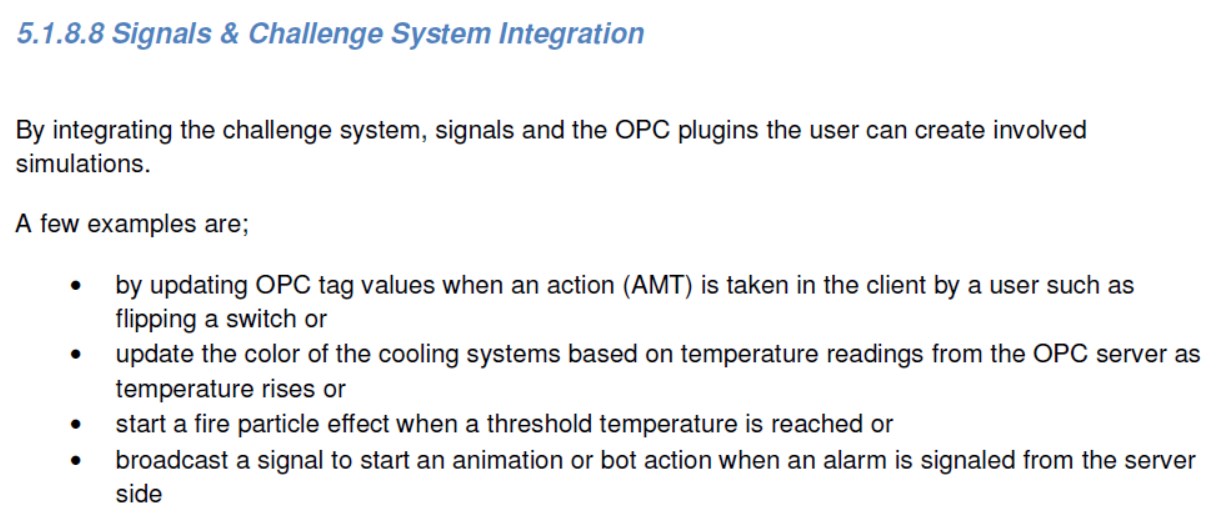 5.1.8.8 Signals & Challenge System Integration
By integrating the challenge system, signals and the OPC plugins the user can create involved
simulations.
A few examples are;
• by updating OPC tag values when an action (AMT) is taken in the client by a user such as
flipping a switch or
• update the color of the cooling systems based on temperature readings from the OPC server as
temperature rises or
• start a fire particle effect when a threshold temperature is reached or
• broadcast a signal to start an animation or bot action when an alarm is signaled from the server
side